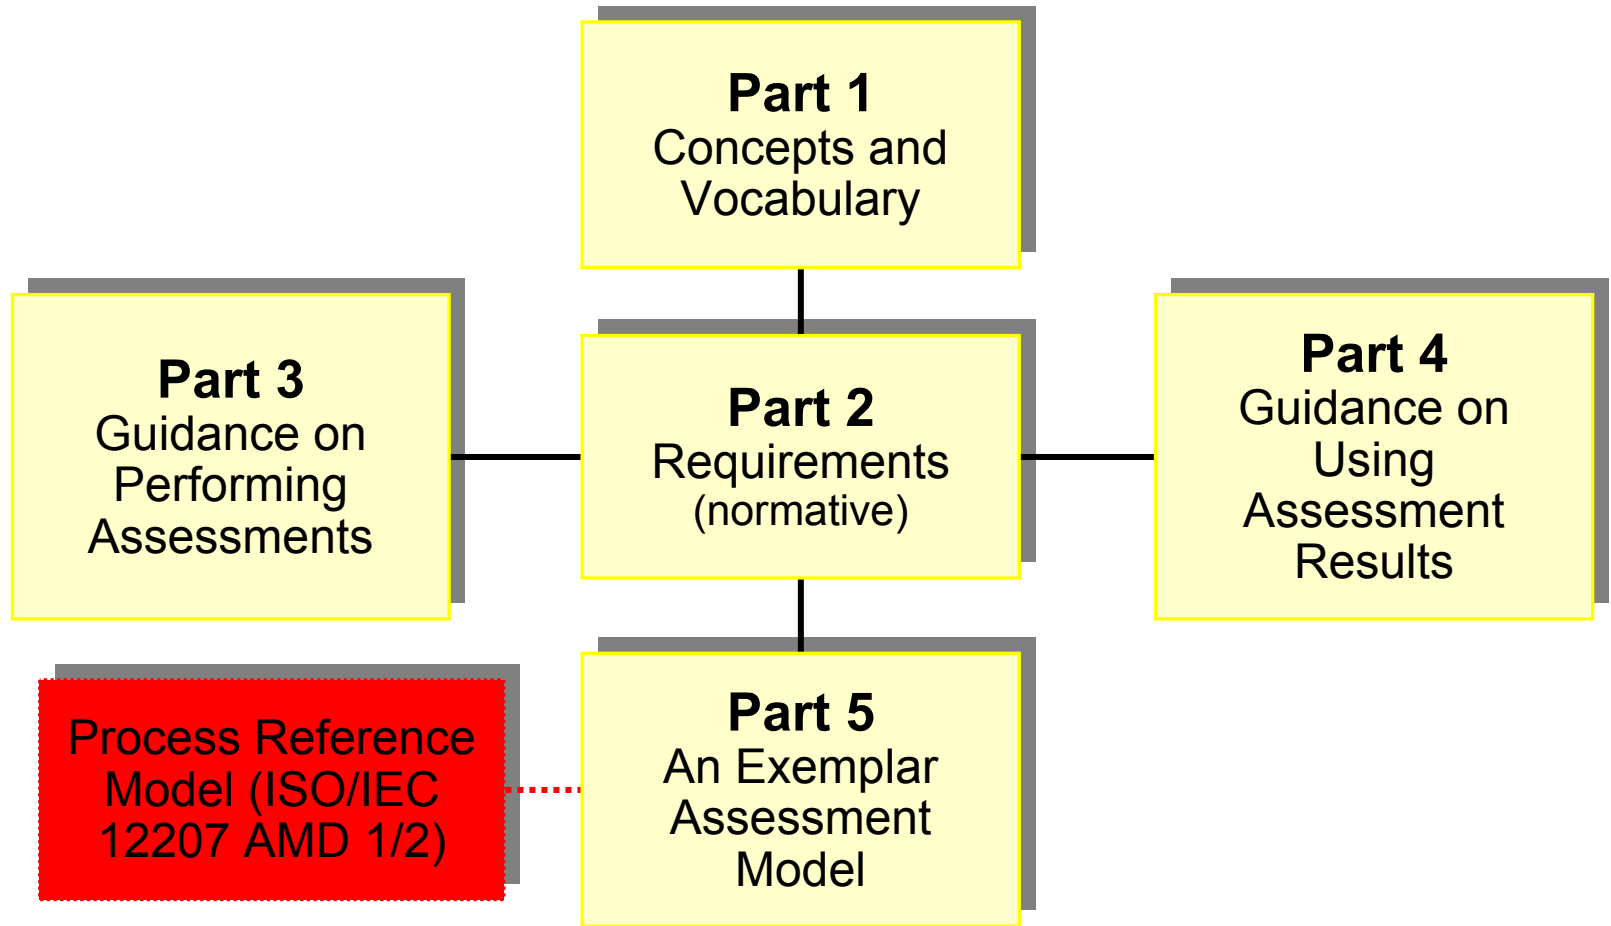 Part 1
Concepts and
Vocabulary
Part 3
Guidance on
Performing
Assessments
Part 2
Requirements
(normative)
Part 4
Guidance on
Using
Assessment
Results
Process Reference
Model (ISO/IEC
12207 AMD 1/2)
Part 5
An Exemplar
Assessment
Model